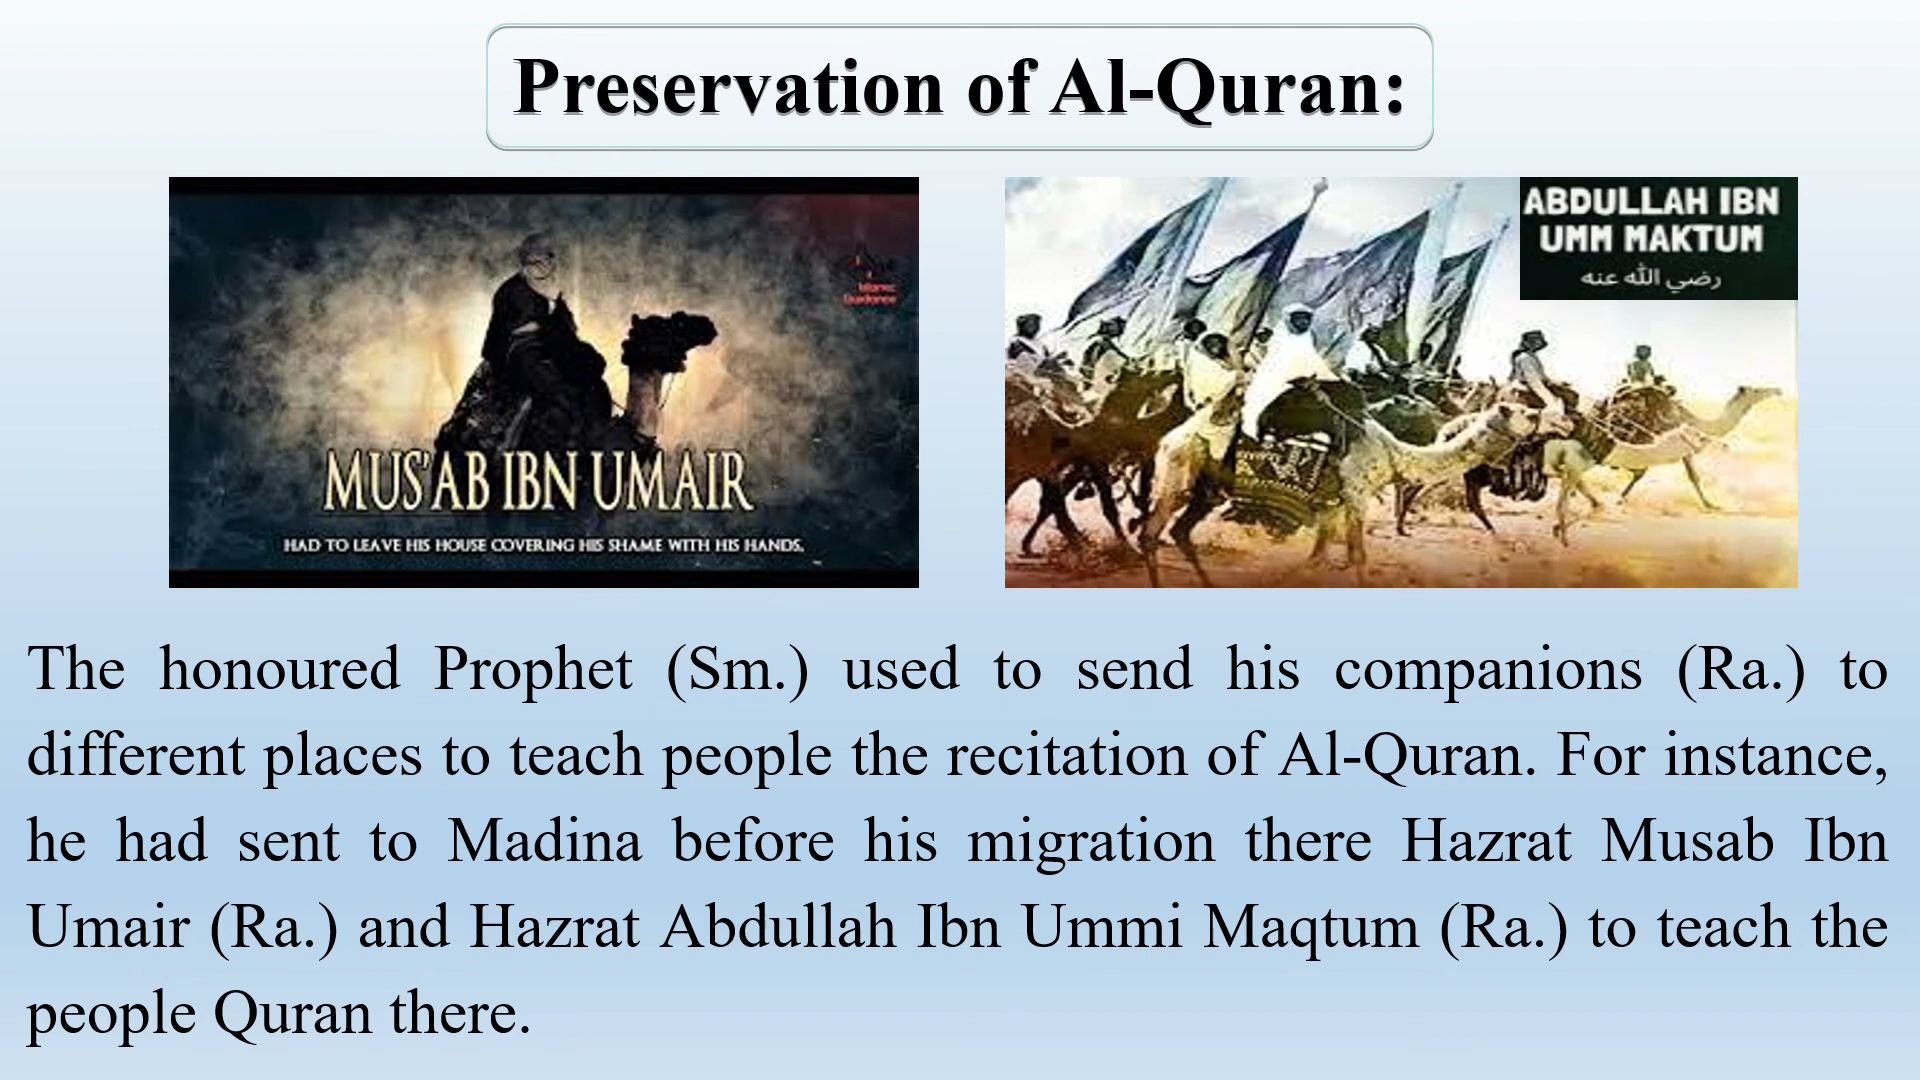 Preservation of Al-Quran:
Islamic
Guidance
MUS'AB IBN UMAIR
HAD TO LEAVE HIS HOUSE COVERING HIS SHAME WITH HIS HANDS.
ABDULLAH IBN
UMM MAKTUM
رضي الله عنه
The honoured Prophet (Sm.) used to send his companions (Ra.) to
different places to teach people the recitation of Al-Quran. For instance,
he had sent to Madina before his migration there Hazrat Musab Ibn
Umair (Ra.) and Hazrat Abdullah Ibn Ummi Maqtum (Ra.) to teach the
people Quran there.